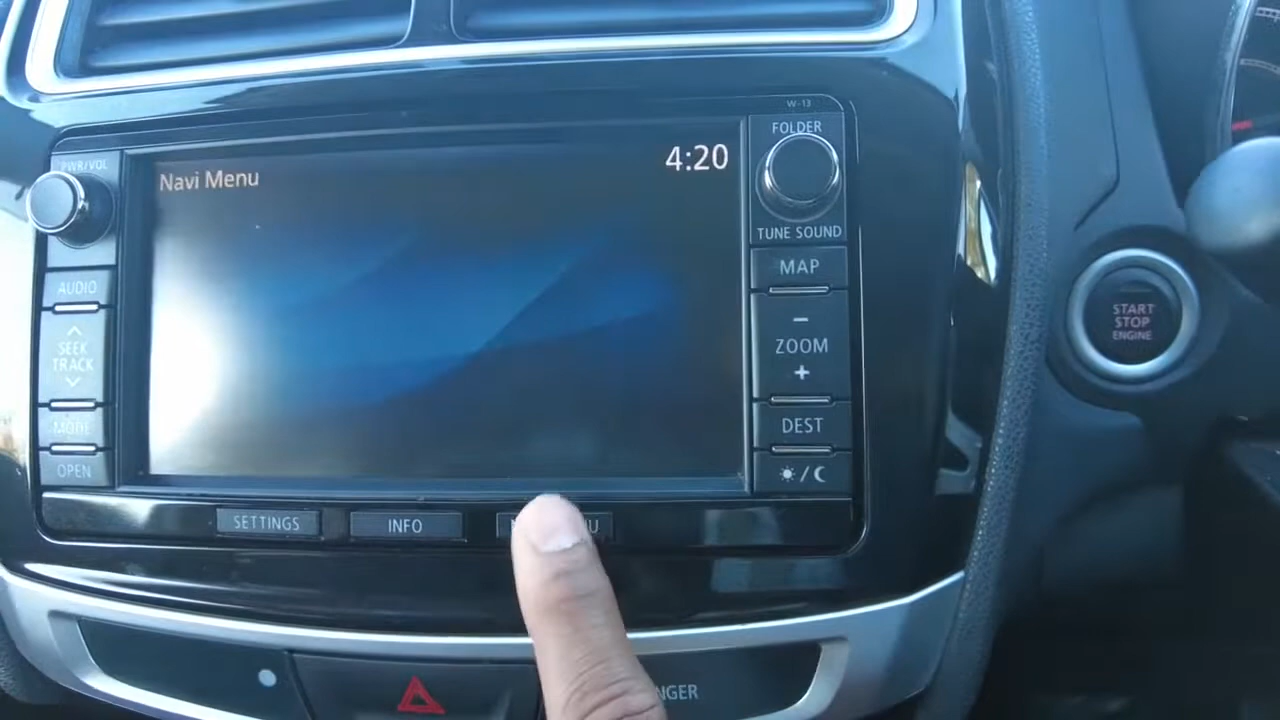 W-13
PWR/VOL
FOLDER
4:20
Navi Menu
TUNE SOUND
AUDIO
MAP
SEEK
TRACK
−
ZOOM
+
START
STOP
ENGINE
MODE
DEST
OPEN
/
SETTINGS
INFO
N U
NGER